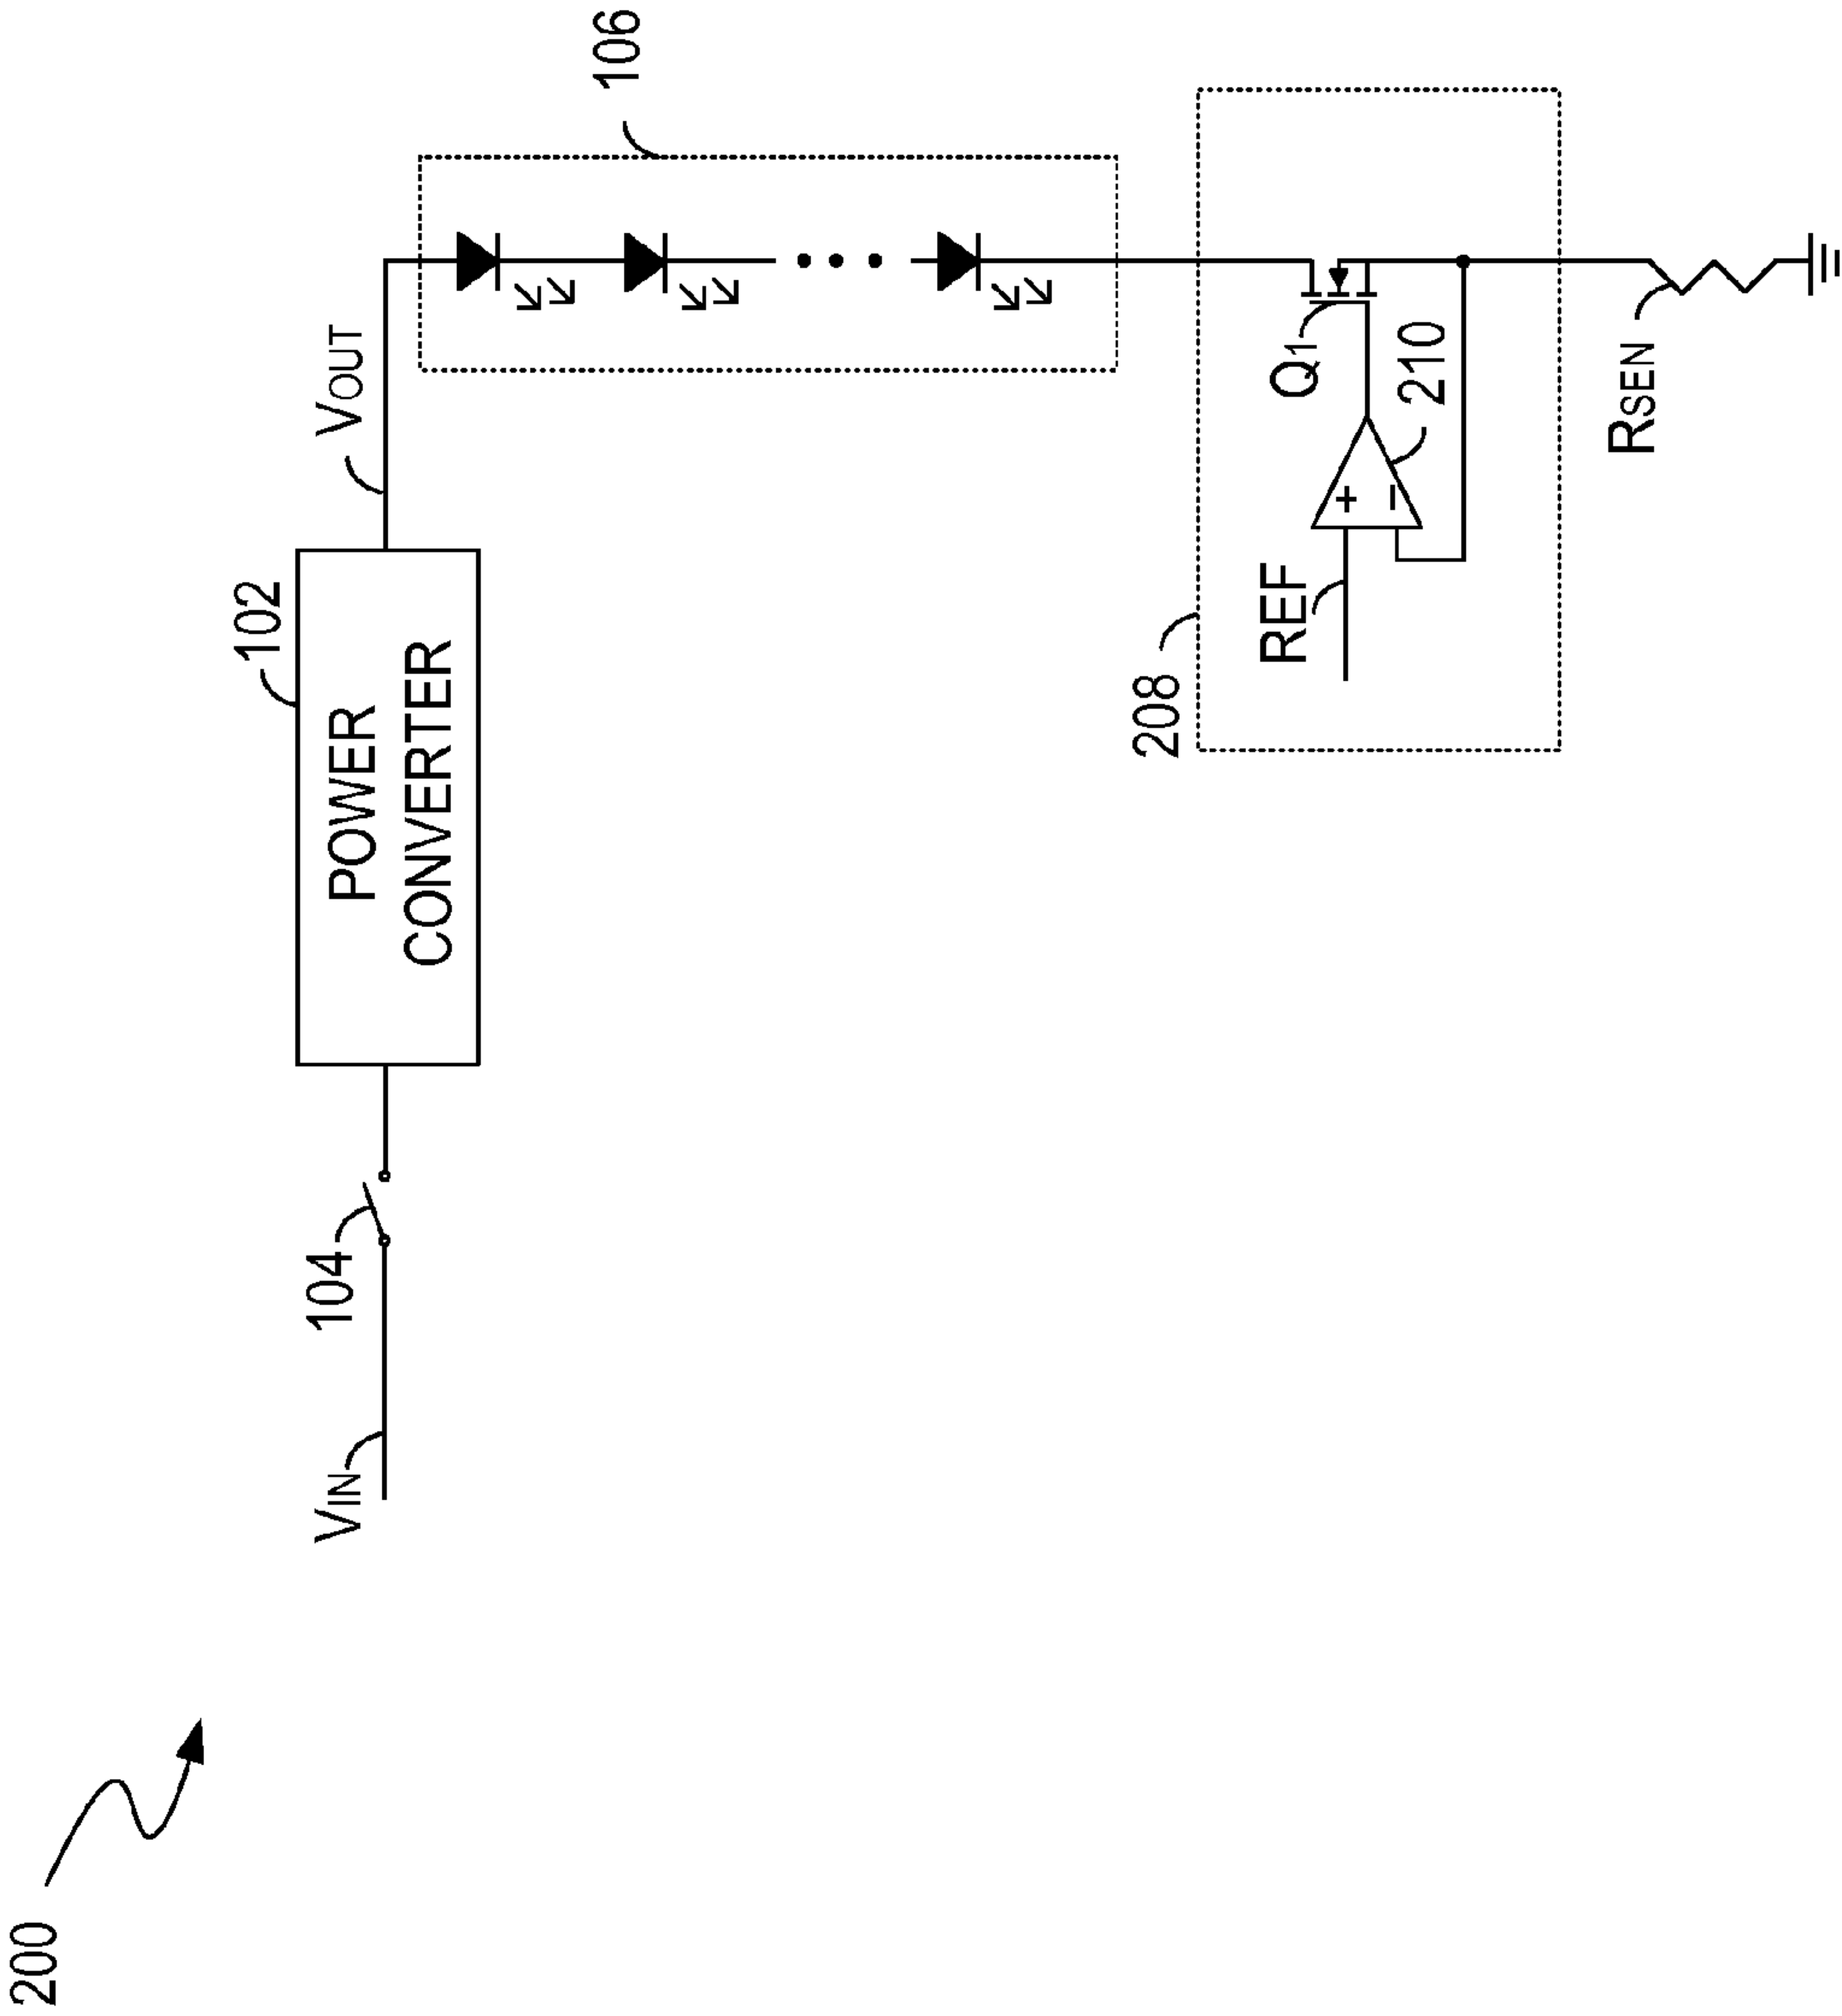 200
VIN
104
POWER
CONVERTER
102
VOUT
106
208
REF
+
−
Q1
210
RSEN